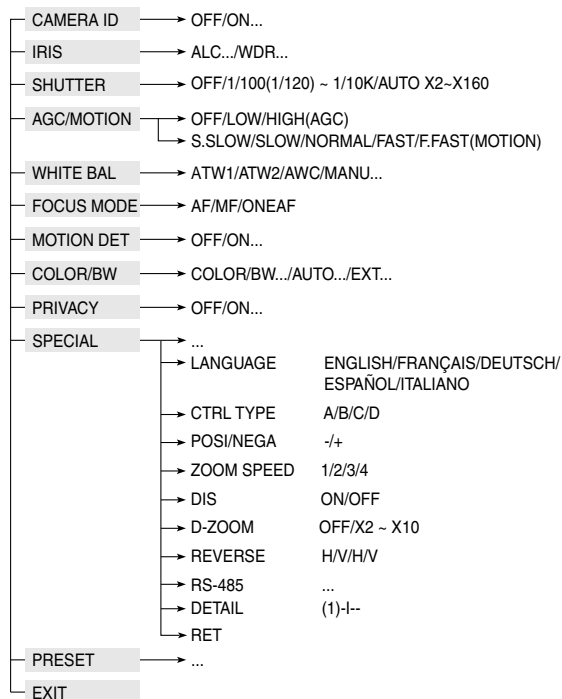 CAMERA ID OFF/ON...
IRIS ALC.../WDR...
SHUTTER OFF/1/100(1/120) ~ 1/10K/AUTO X2~X160
AGC/MOTION OFF/LOW/HIGH(AGC)
S.SLOW/SLOW/NORMAL/FAST/F.FAST(MOTION)
WHITE BAL ATW1/ATW2/AWC/MANU...
FOCUS MODE AF/MF/ONEAF
MOTION DET OFF/ON...
COLOR/BW COLOR/BW.../AUTO.../EXT...
PRIVACY OFF/ON...
SPECIAL ...
LANGUAGE ENGLISH/FRANÇAIS/DEUTSCH/
ESPAÑOL/ITALIANO
CTRL TYPE A/B/C/D
POSI/NEGA -/+
ZOOM SPEED 1/2/3/4
DIS ON/OFF
D-ZOOM OFF/X2 ~ X10
REVERSE H/V/H/V
RS-485 ...
DETAIL (1)-I--
RET
PRESET ...
EXIT